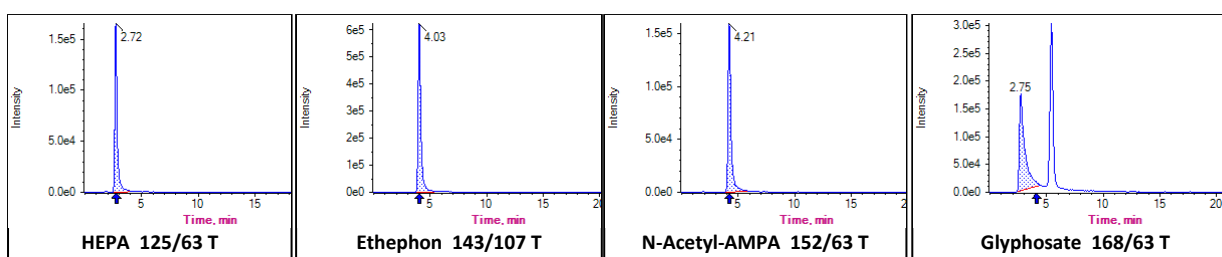 Intensity
1.5e5
1.0e5
5.0e4
0.0e0
2.72
5
10
15
Time, min
HEPA 125/63 T
Intensity
6e5
5e5
4e5
3e5
2e5
1e5
0e0
4.03
5
10
15
20
Time, min
Ethephon 143/107 T
Intensity
1.5e5
1.0e5
5.0e4
0.0e0
4.21
5
10
15
20
Time, min
N-Acetyl-AMPA 152/63 T
Intensity
3.0e5
2.5e5
2.0e5
1.5e5
1.0e5
5.0e4
0.0e0
2.75
5
10
15
20
Time, min
Glyphosate 168/63 T